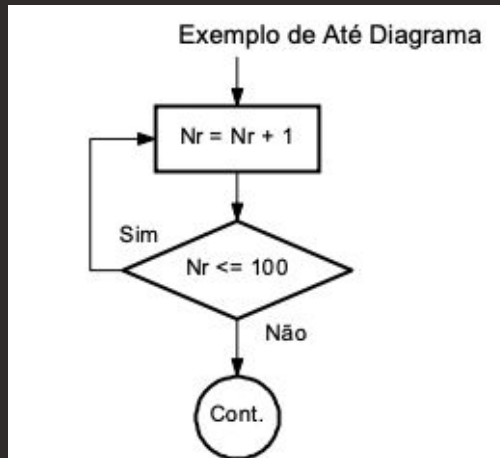 Exemplo de Até Diagrama
Nr = Nr + 1
Sim
Nr <= 100
Não
Cont.